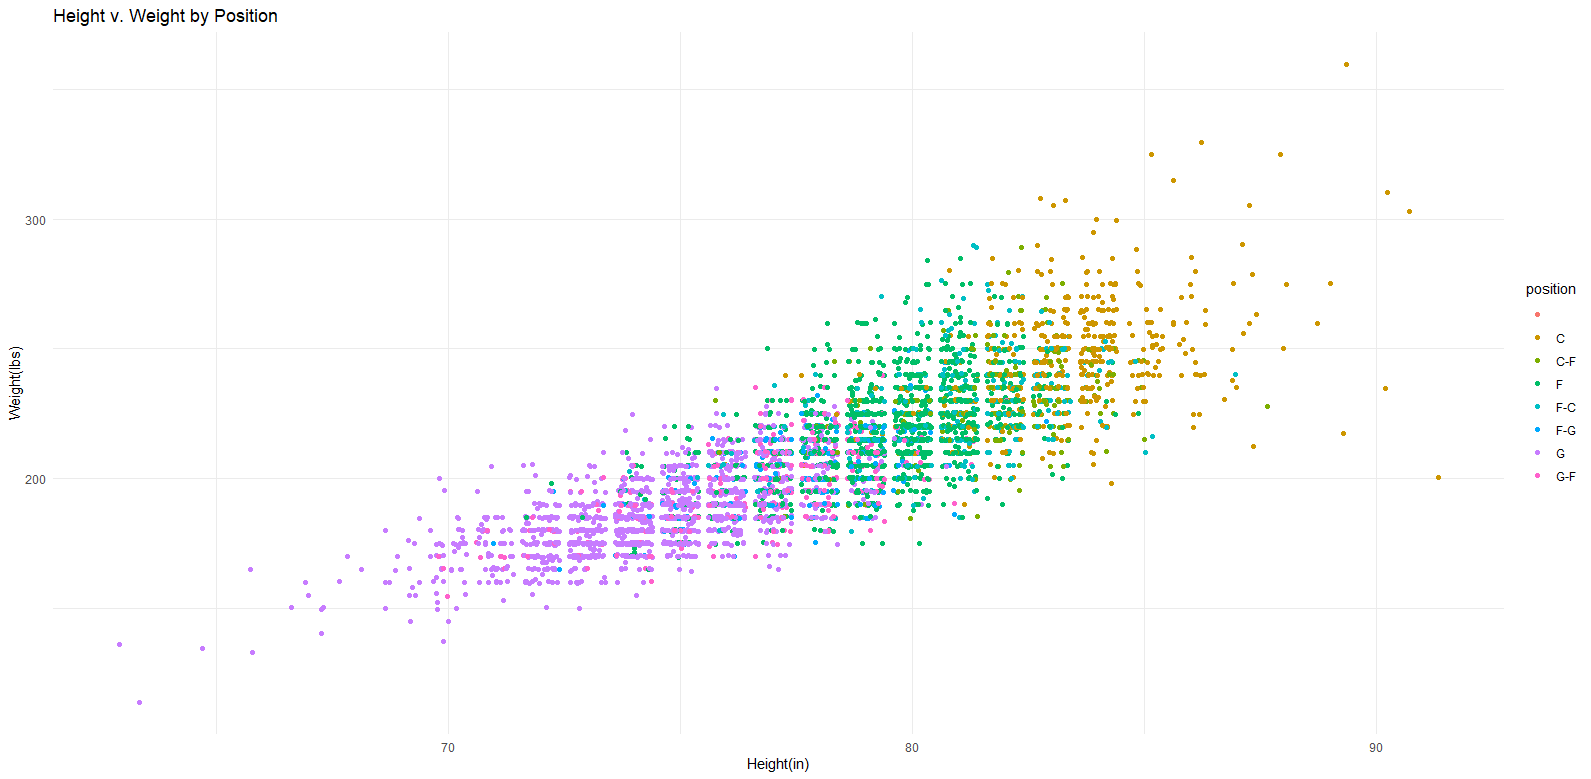 Height v. Weight by Position
Weight(lbs)
300
200
70
80
90
Height(in)
position
C
C-F
F
F-C
F-G
G
G-F